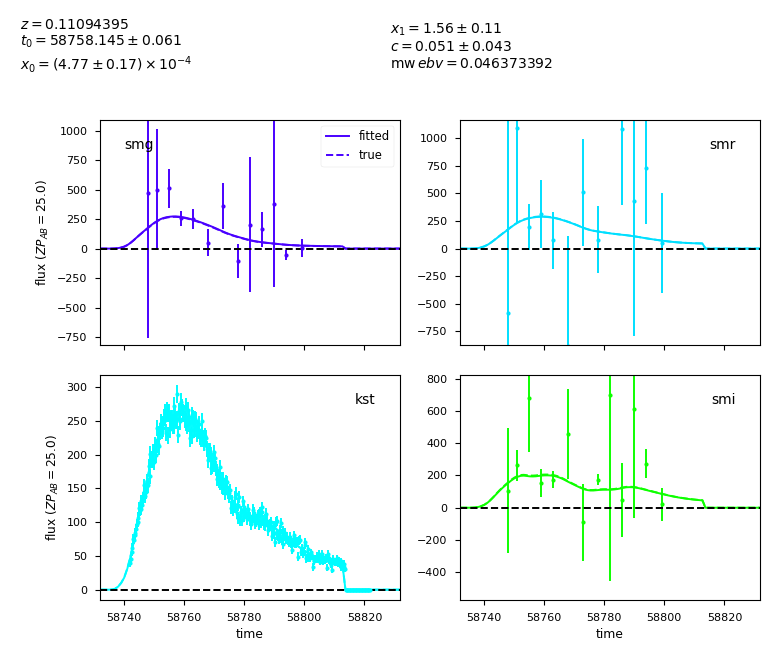 z = 0.11094395
t₀ = 58758.145 ± 0.061
x₀ = (4.77 ± 0.17) × 10⁻⁴
x₁ = 1.56 ± 0.11
c = 0.051 ± 0.043
mw ebv = 0.046373392
smg
fitted
true
1000
750
500
250
0
−250
−500
−750
flux (ZP_AB = 25.0)
smr
1000
750
500
250
0
−250
−500
−750
kst
300
250
200
150
100
50
0
flux (ZP_AB = 25.0)
58740 58760 58780 58800 58820
time
smi
800
600
400
200
0
−200
−400
58740 58760 58780 58800 58820
time